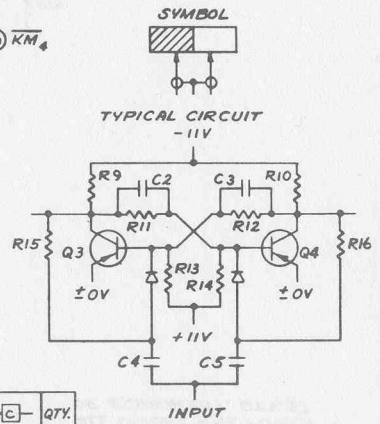 SYMBOL
KM4
TYPICAL CIRCUIT
-11V
R9 C2 C3 R10
R11 R12
R15 Q3 Q4 R16
R13
R14
±0V ±0V
+11V
C4 C5
C QTY. INPUT